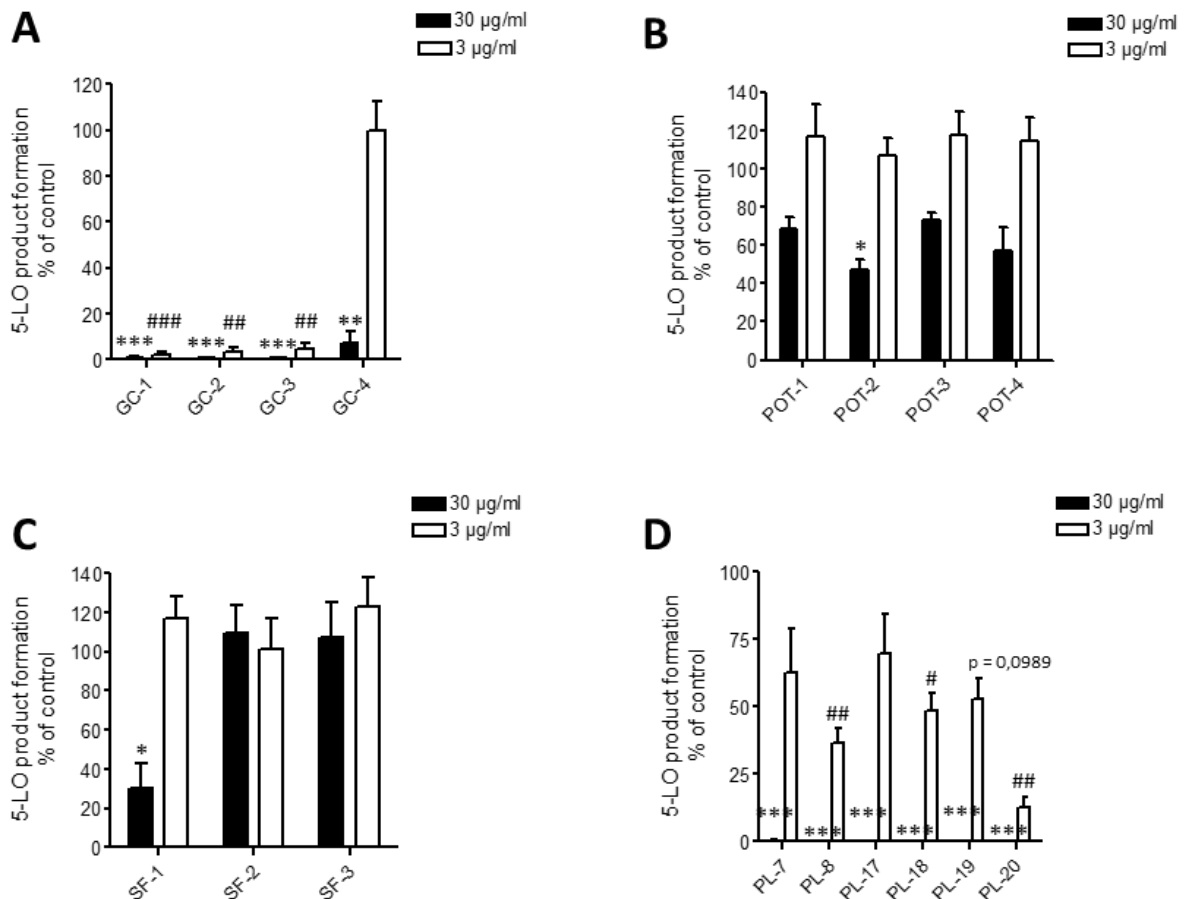 A
30 µg/ml
3 µg/ml
5-LO product formation
% of control
120
100
80
60
40
20
0
*** ### *** ## *** ## **
GC-1 GC-2 GC-3 GC-4
B
30 µg/ml
3 µg/ml
5-LO product formation
% of control
140
120
100
80
60
40
20
0
*
POT-1 POT-2 POT-3 POT-4
C
30 µg/ml
3 µg/ml
5-LO product formation
% of control
140
120
100
80
60
40
20
0
*
SF-1 SF-2 SF-3
D
30 µg/ml
3 µg/ml
5-LO product formation
% of control
100
75
50
25
0
p = 0,0989
## # ##
*** *** *** *** *** ***
PL-7 PL-8 PL-17 PL-18 PL-19 PL-20